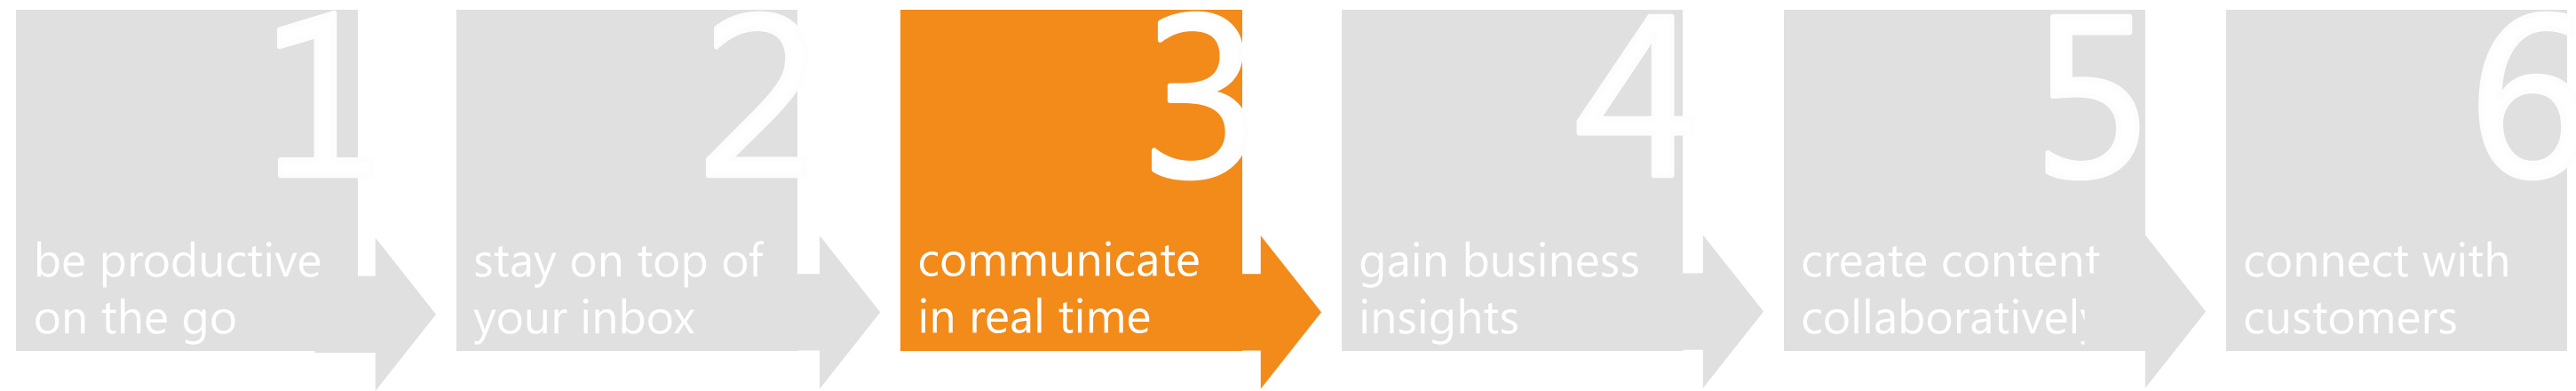 1
be productive
on the go
2
stay on top of
your inbox
3
communicate
in real time
4
gain business
insights
5
create content
collaboratively
6
connect with
customers